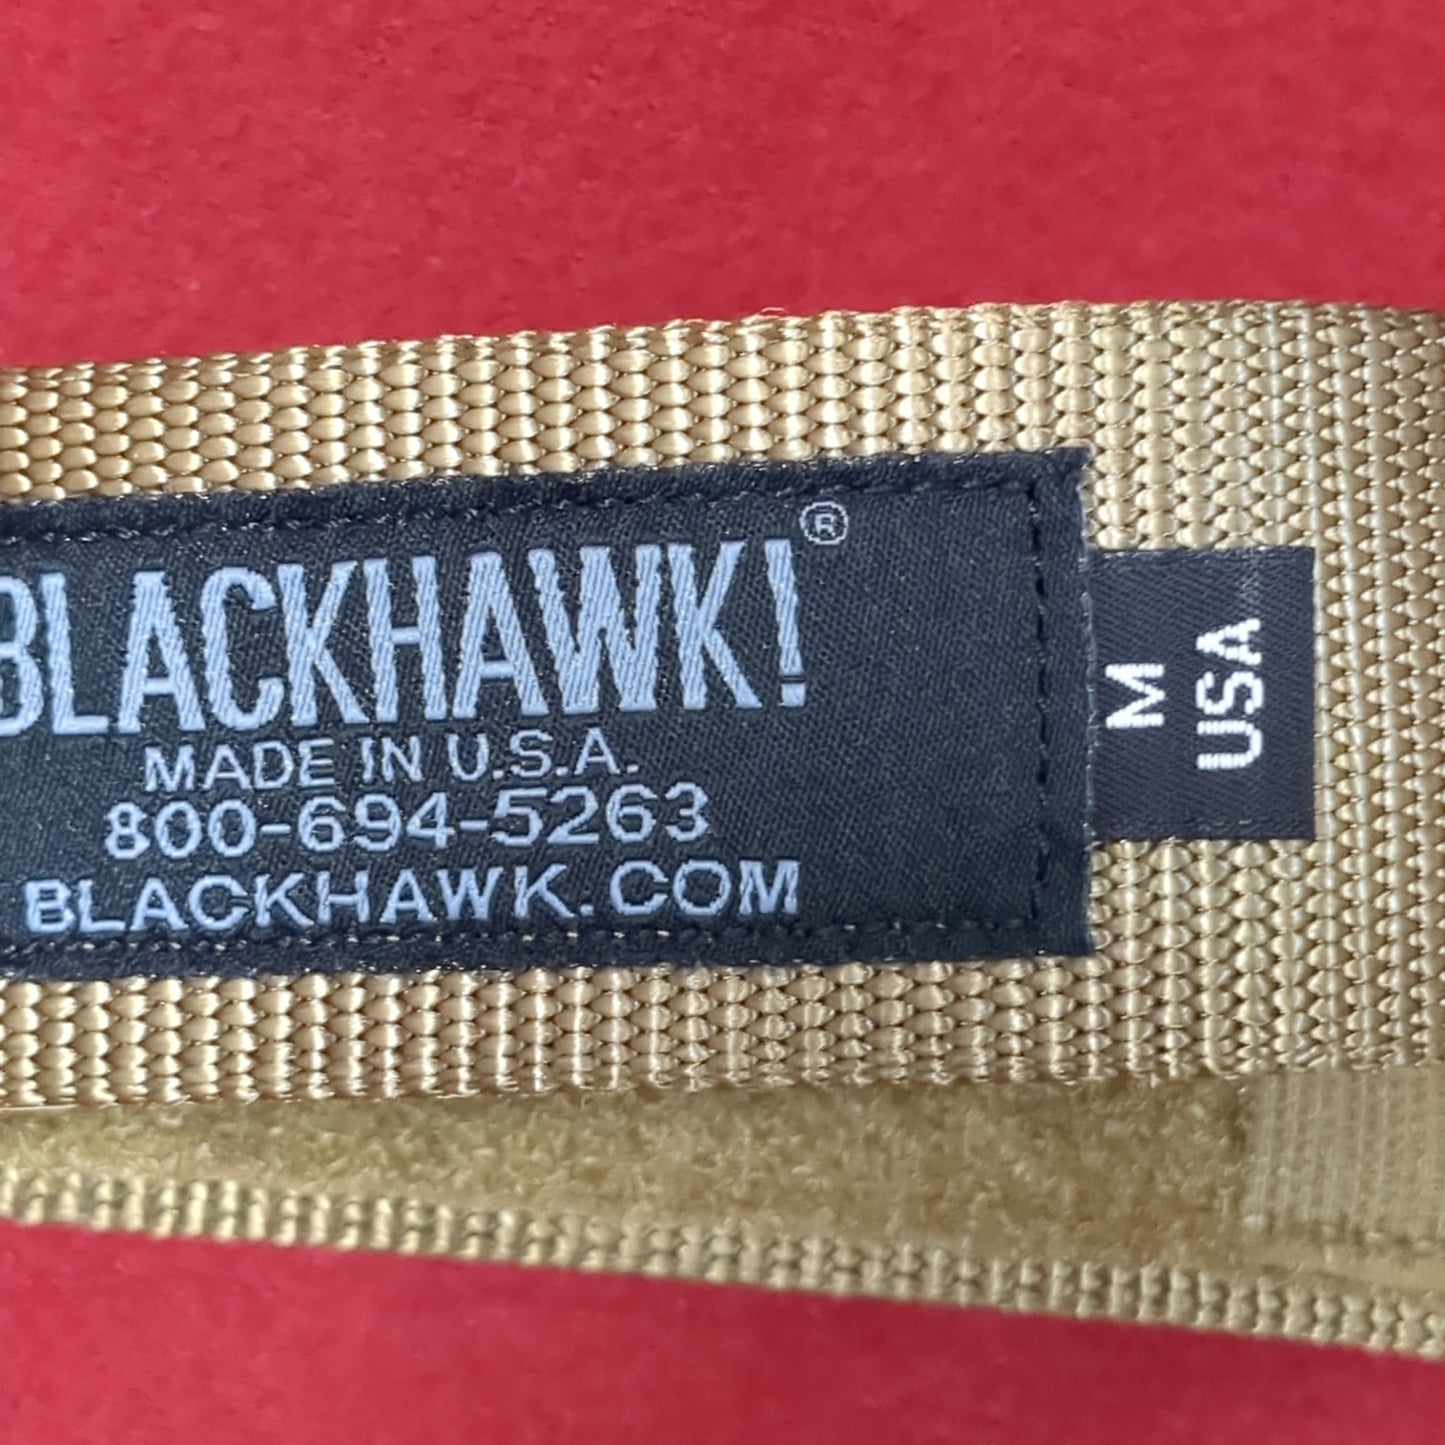 BLACKHAWK!®
MADE IN U.S.A.
800-694-5263
BLACKHAWK.COM
M
USA